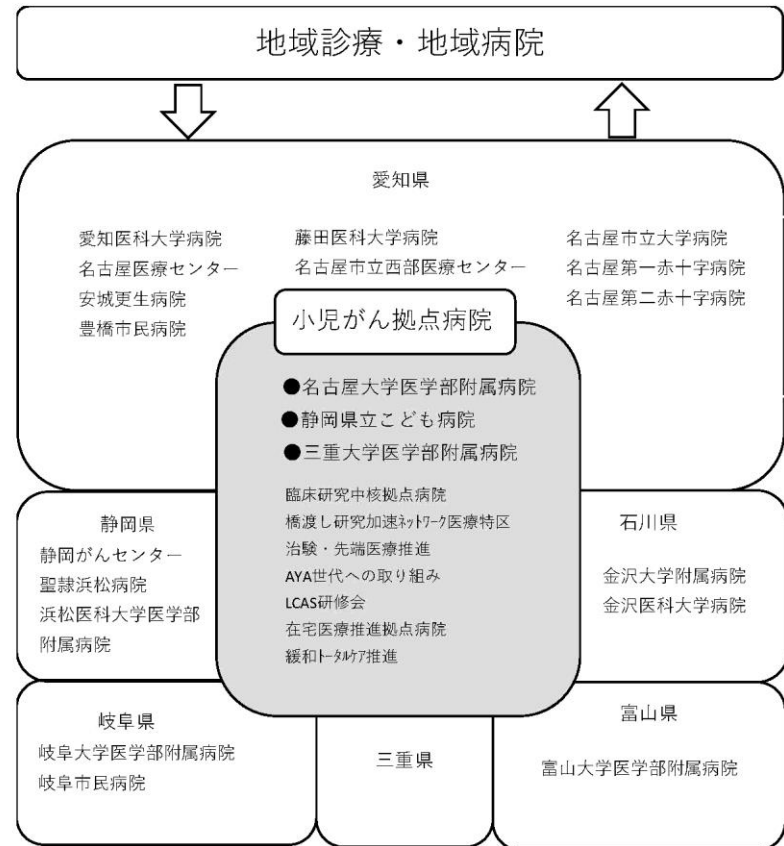 地域診療・地域病院
愛知県
愛知医科大学病院
名古屋医療センター
安城更生病院
豊橋市民病院
藤田医科大学病院
名古屋市立西部医療センター
名古屋市立大学病院
名古屋第一赤十字病院
名古屋第二赤十字病院
小児がん拠点病院
●名古屋大学医学部附属病院
●静岡県立こども病院
●三重大学医学部附属病院
臨床研究中核拠点病院
橋渡し研究加速ﾈｯﾄﾜｰｸ医療特区
治験・先端医療推進
AYA世代への取り組み
LCAS研修会
在宅医療推進拠点病院
緩和ﾄｰﾀﾙｹｱ推進
静岡県
静岡がんセンター
聖隷浜松病院
浜松医科大学医学部
附属病院
石川県
金沢大学附属病院
金沢医科大学病院
岐阜県
岐阜大学医学部附属病院
岐阜市民病院
三重県
富山県
富山大学医学部附属病院